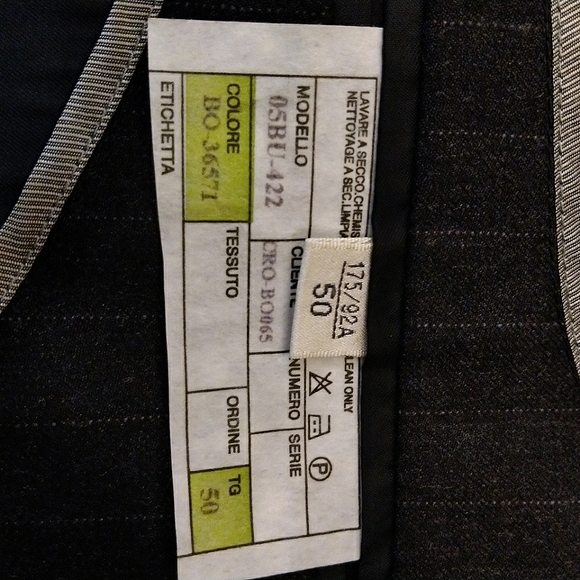 LAVARE A SECCO.CHEMIS
LEAN ONLY
NETTOYAGE A SEC.LIMPI
MODELLO
05BU-422
CLIENTE
CRO-BO065
NUMERO SERIE
COLORE
BO-36571
TESSUTO
ORDINE
TG
50
ETICHETTA
175/92A
50
P